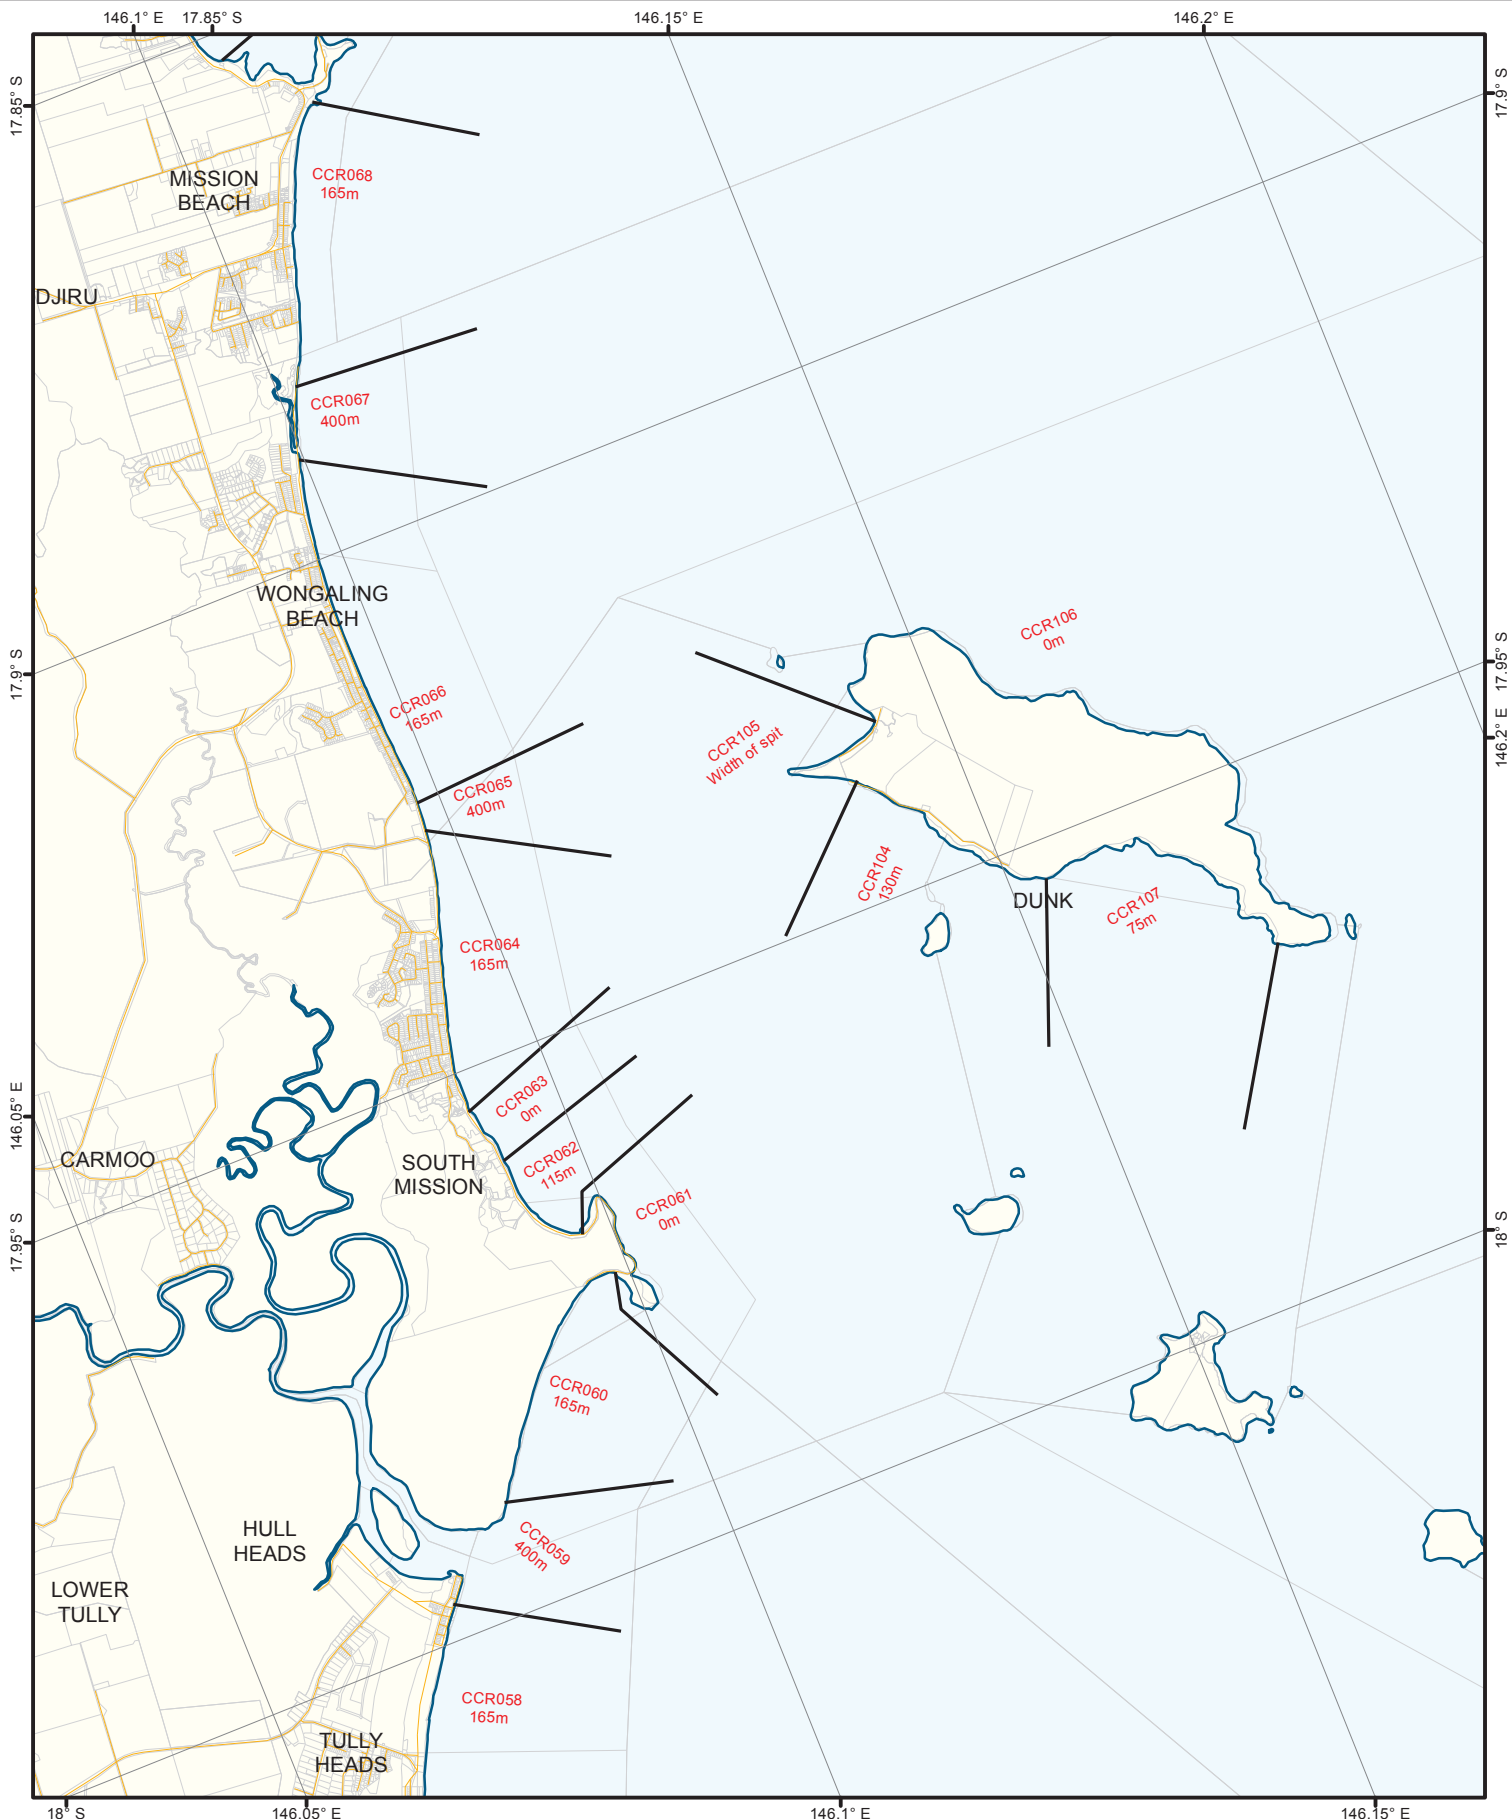 146.1° E
17.85° S
146.15° E
146.2° E
17.85° S
17.9° S
CCR068
165m
MISSION
BEACH
DJIRU
CCR067
400m
WONGALING
BEACH
CCR106
0m
17.9° S
17.95° S
146.2° E
CCR066
165m
CCR105
Width of spit
CCR065
400m
CCR104
130m
DUNK
CCR107
75m
CCR064
165m
146.05° E
CCR063
0m
CARMOO
SOUTH
MISSION
CCR062
115m
CCR061
0m
17.95° S
18° S
CCR060
165m
HULL
HEADS
CCR059
400m
LOWER
TULLY
CCR058
165m
TULLY
HEADS
18° S
146.05° E
146.1° E
146.15° E